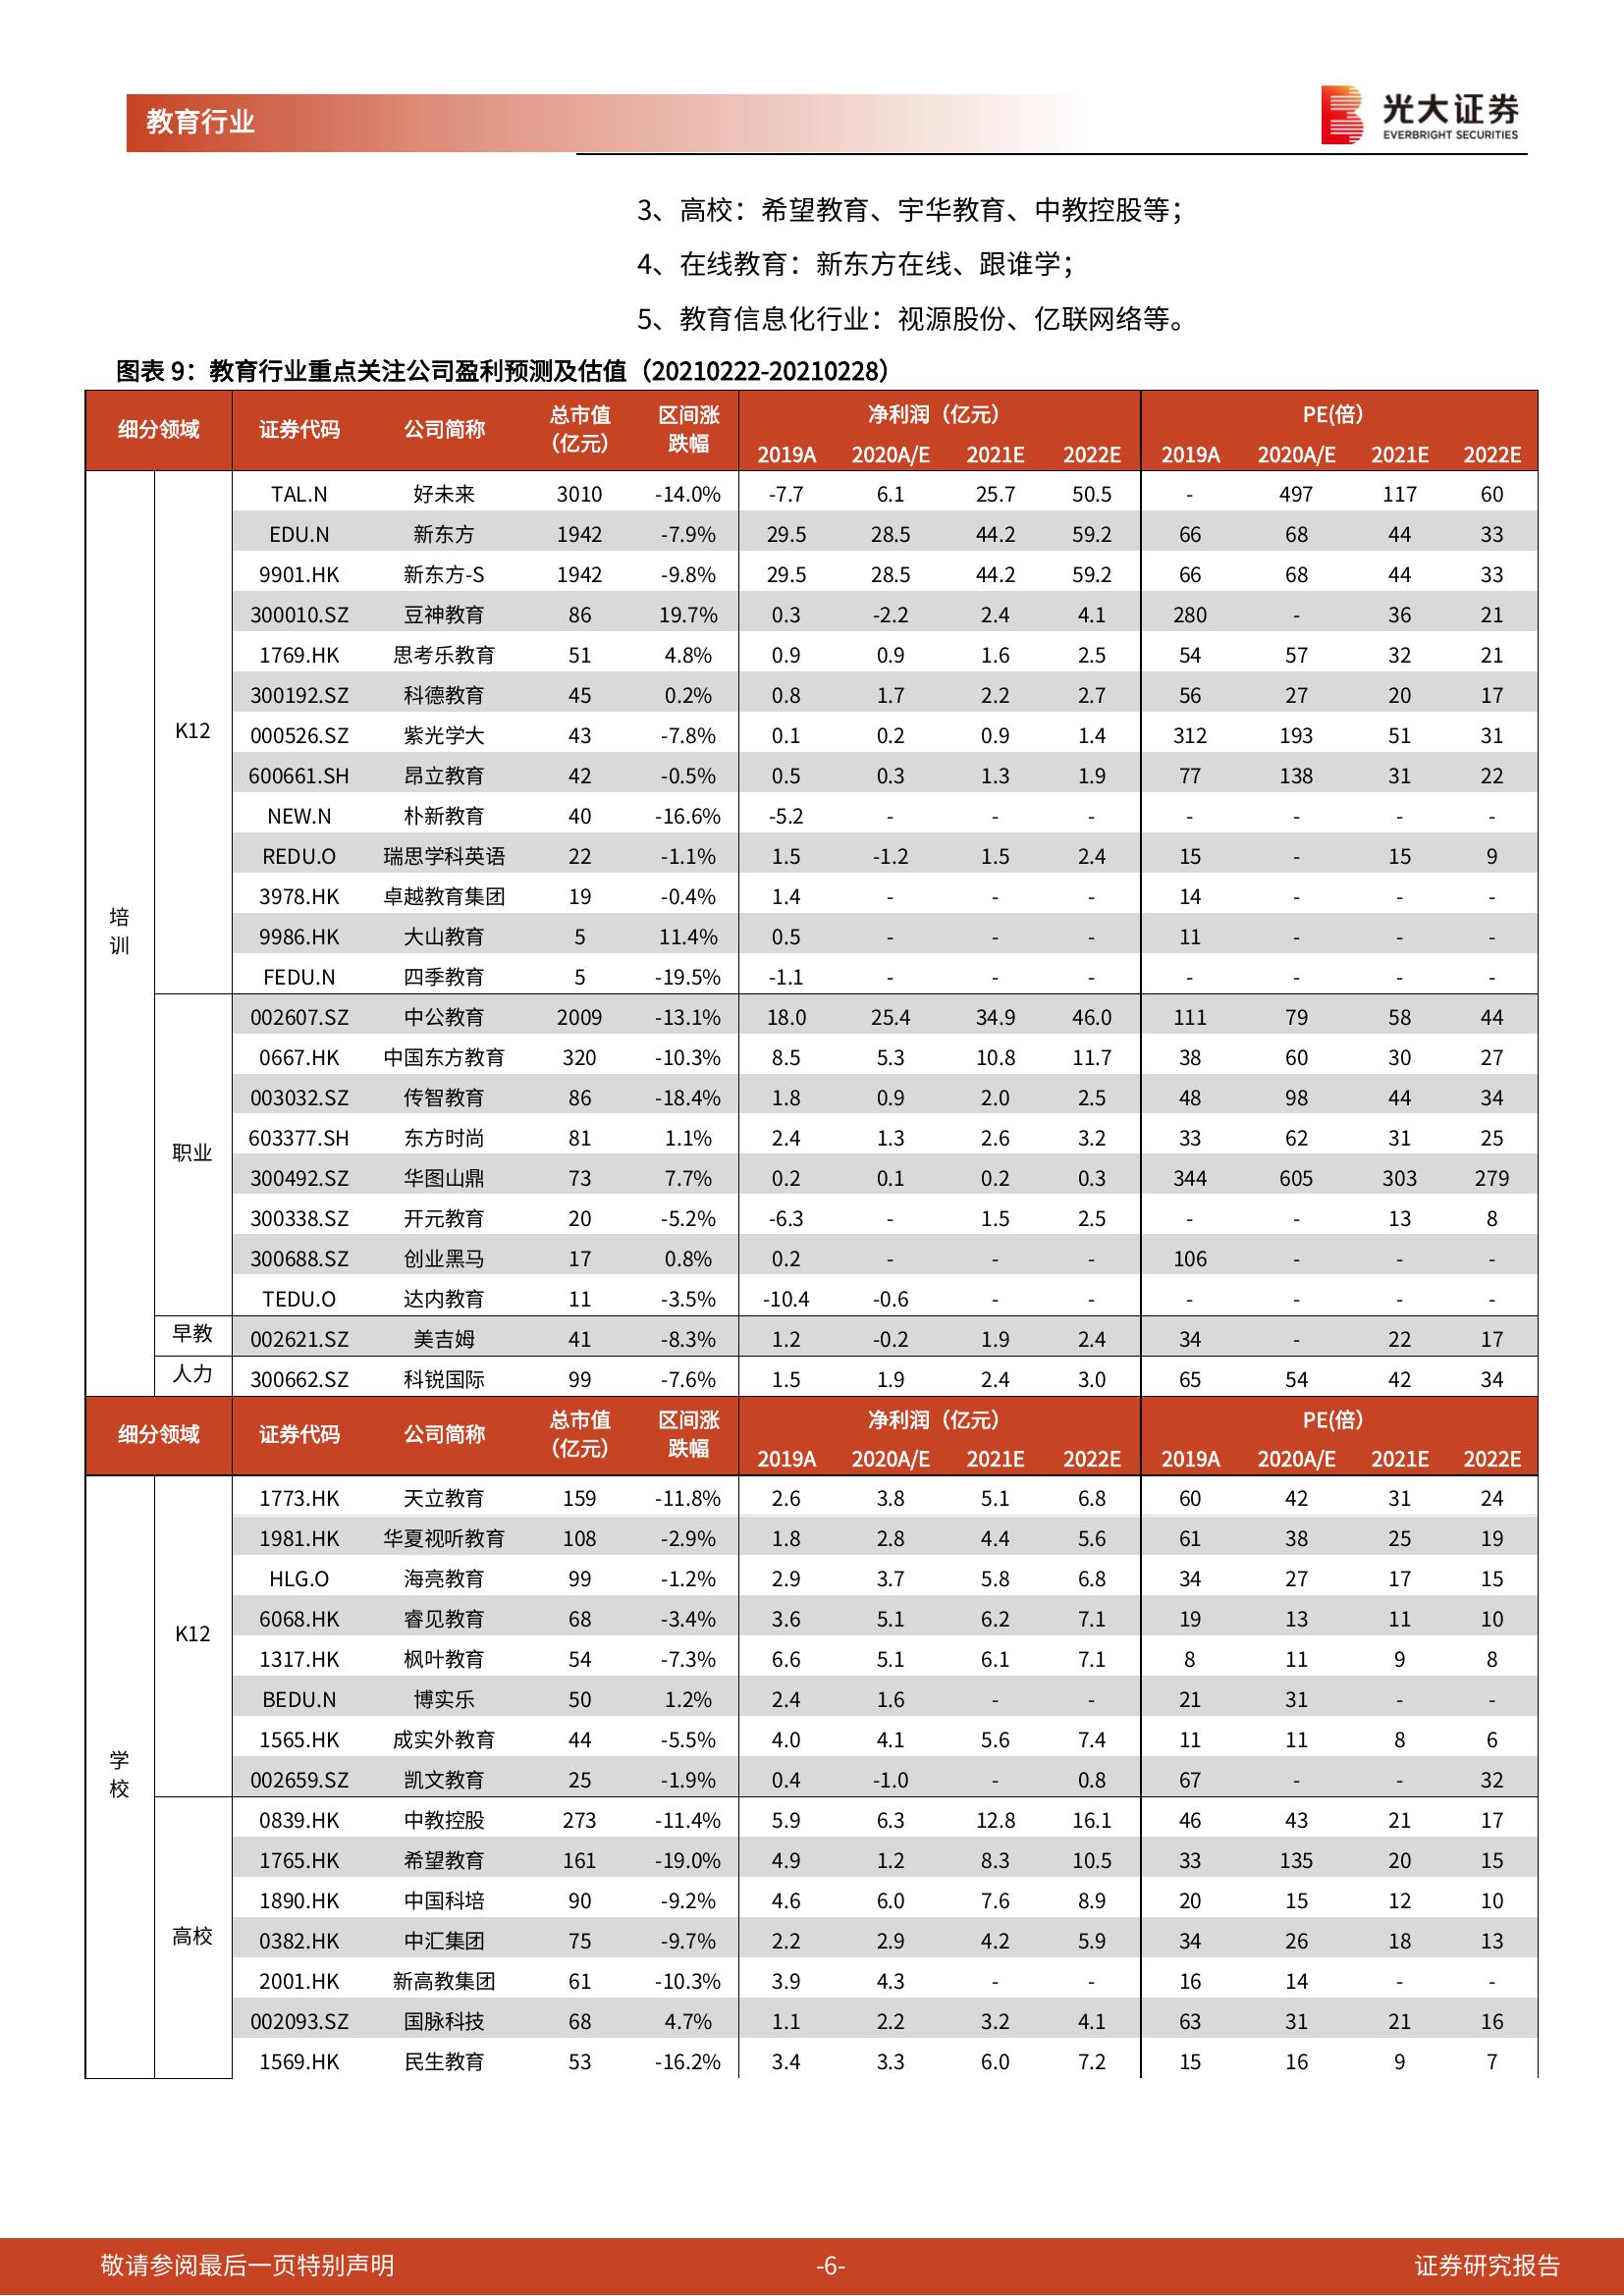 教育行业
光大证券
EVERBRIGHT SECURITIES
3、高校：希望教育、宇华教育、中教控股等；
4、在线教育：新东方在线、跟谁学；
5、教育信息化行业：视源股份、亿联网络等。
图表 9：教育行业重点关注公司盈利预测及估值（20210222-20210228）
细分领域 证券代码 公司简称 总市值（亿元） 区间涨跌幅 净利润（亿元） PE(倍)
2019A 2020A/E 2021E 2022E 2019A 2020A/E 2021E 2022E
培训
K12
TAL.N 好未来 3010 -14.0% -7.7 6.1 25.7 50.5 - 497 117 60
EDU.N 新东方 1942 -7.9% 29.5 28.5 44.2 59.2 66 68 44 33
9901.HK 新东方-S 1942 -9.8% 29.5 28.5 44.2 59.2 66 68 44 33
300010.SZ 豆神教育 86 19.7% 0.3 -2.2 2.4 4.1 280 - 36 21
1769.HK 思考乐教育 51 4.8% 0.9 0.9 1.6 2.5 54 57 32 21
300192.SZ 科德教育 45 0.2% 0.8 1.7 2.2 2.7 56 27 20 17
000526.SZ 紫光学大 43 -7.8% 0.1 0.2 0.9 1.4 312 193 51 31
600661.SH 昂立教育 42 -0.5% 0.5 0.3 1.3 1.9 77 138 31 22
NEW.N 朴新教育 40 -16.6% -5.2 - - - - - - -
REDU.O 瑞思学科英语 22 -1.1% 1.5 -1.2 1.5 2.4 15 - 15 9
3978.HK 卓越教育集团 19 -0.4% 1.4 - - - 14 - - -
9986.HK 大山教育 5 11.4% 0.5 - - - 11 - - -
FEDU.N 四季教育 5 -19.5% -1.1 - - - - - - -
职业
002607.SZ 中公教育 2009 -13.1% 18.0 25.4 34.9 46.0 111 79 58 44
0667.HK 中国东方教育 320 -10.3% 8.5 5.3 10.8 11.7 38 60 30 27
003032.SZ 传智教育 86 -18.4% 1.8 0.9 2.0 2.5 48 98 44 34
603377.SH 东方时尚 81 1.1% 2.4 1.3 2.6 3.2 33 62 31 25
300492.SZ 华图山鼎 73 7.7% 0.2 0.1 0.2 0.3 344 605 303 279
300338.SZ 开元教育 20 -5.2% -6.3 - 1.5 2.5 - - 13 8
300688.SZ 创业黑马 17 0.8% 0.2 - - - 106 - - -
TEDU.O 达内教育 11 -3.5% -10.4 -0.6 - - - - - -
早教 002621.SZ 美吉姆 41 -8.3% 1.2 -0.2 1.9 2.4 34 - 22 17
人力 300662.SZ 科锐国际 99 -7.6% 1.5 1.9 2.4 3.0 65 54 42 34
细分领域 证券代码 公司简称 总市值（亿元） 区间涨跌幅 净利润（亿元） PE(倍)
2019A 2020A/E 2021E 2022E 2019A 2020A/E 2021E 2022E
学校
K12
1773.HK 天立教育 159 -11.8% 2.6 3.8 5.1 6.8 60 42 31 24
1981.HK 华夏视听教育 108 -2.9% 1.8 2.8 4.4 5.6 61 38 25 19
HLG.O 海亮教育 99 -1.2% 2.9 3.7 5.8 6.8 34 27 17 15
6068.HK 睿见教育 68 -3.4% 3.6 5.1 6.2 7.1 19 13 11 10
1317.HK 枫叶教育 54 -7.3% 6.6 5.1 6.1 7.1 8 11 9 8
BEDU.N 博实乐 50 1.2% 2.4 1.6 - - 21 31 - -
1565.HK 成实外教育 44 -5.5% 4.0 4.1 5.6 7.4 11 11 8 6
002659.SZ 凯文教育 25 -1.9% 0.4 -1.0 - 0.8 67 - - 32
高校
0839.HK 中教控股 273 -11.4% 5.9 6.3 12.8 16.1 46 43 21 17
1765.HK 希望教育 161 -19.0% 4.9 1.2 8.3 10.5 33 135 20 15
1890.HK 中国科培 90 -9.2% 4.6 6.0 7.6 8.9 20 15 12 10
0382.HK 中汇集团 75 -9.7% 2.2 2.9 4.2 5.9 34 26 18 13
2001.HK 新高教集团 61 -10.3% 3.9 4.3 - - 16 14 - -
002093.SZ 国脉科技 68 4.7% 1.1 2.2 3.2 4.1 63 31 21 16
1569.HK 民生教育 53 -16.2% 3.4 3.3 6.0 7.2 15 16 9 7
敬请参阅最后一页特别声明 -6- 证券研究报告